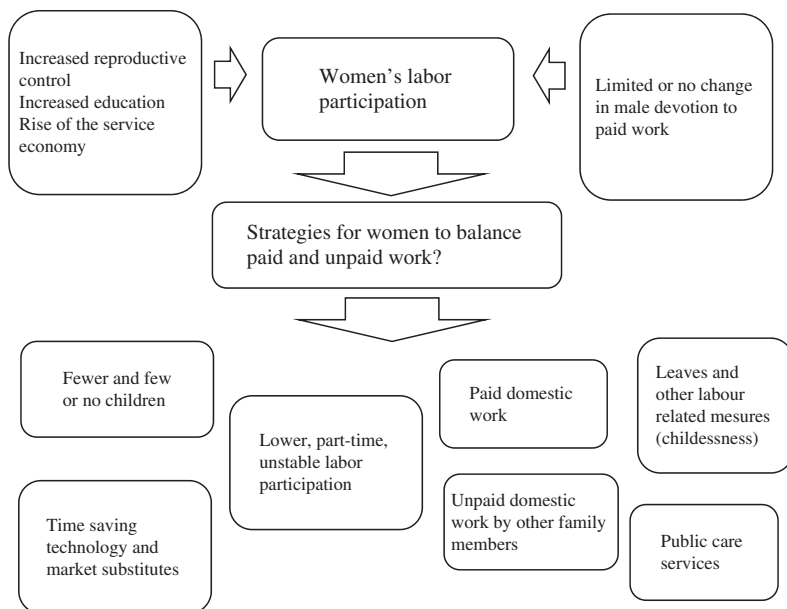 Increased reproductive
control
Increased education
Rise of the service
economy
Women's labor
participation
Limited or no change
in male devotion to
paid work
Strategies for women to balance
paid and unpaid work?
Fewer and few
or no children
Lower, part-time,
unstable labor
participation
Paid domestic
work
Leaves and
other labour
related mesures
(childessness)
Time saving
technology and
market substitutes
Unpaid domestic
work by other family
members
Public care
services